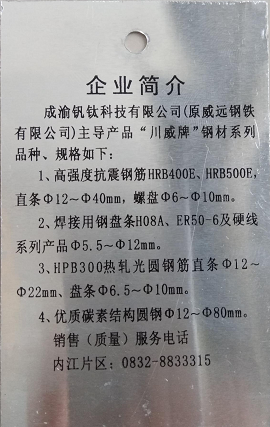 企业简介
成渝钒钛科技有限公司(原威远钢铁
有限公司)主导产品“川威牌”钢材系列
品种、规格如下:
1、高强度抗震钢筋HRB400E、HRB500E,
直条Φ12~Φ40mm，螺盘Φ6~Φ10mm。
2、焊接用钢盘条H08A、ER50-6及硬线
系列产品Φ5.5~Φ12mm。
3、HPB300热轧光圆钢筋直条Φ12~
Φ22mm、盘条Φ6.5~Φ10mm。
4、优质碳素结构圆钢Φ12~Φ80mm。
销售（质量）服务电话
内江片区：0832-8833315